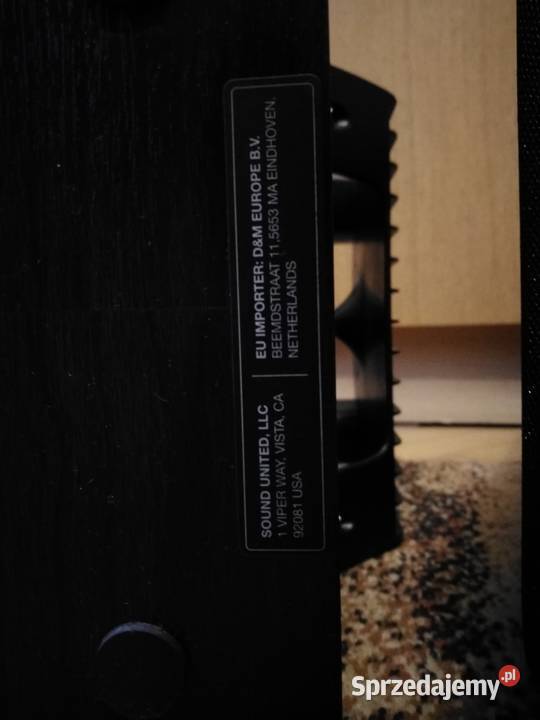 SOUND UNITED, LLC
1 VIPER WAY, VISTA, CA
92081 USA
EU IMPORTER: D&M EUROPE B.V.
BEEMDSTRAAT 11,5653 MA EINDHOVEN,
NETHERLANDS
Sprzedajemy.pl